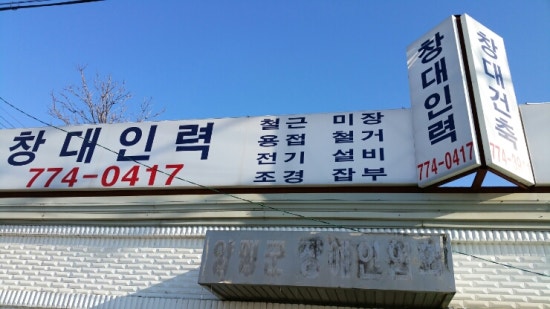 창대인력
774-0417
철근 미장
용접 철거
전기 설비
조경 잡부
창대인력
774-0417
창대건축